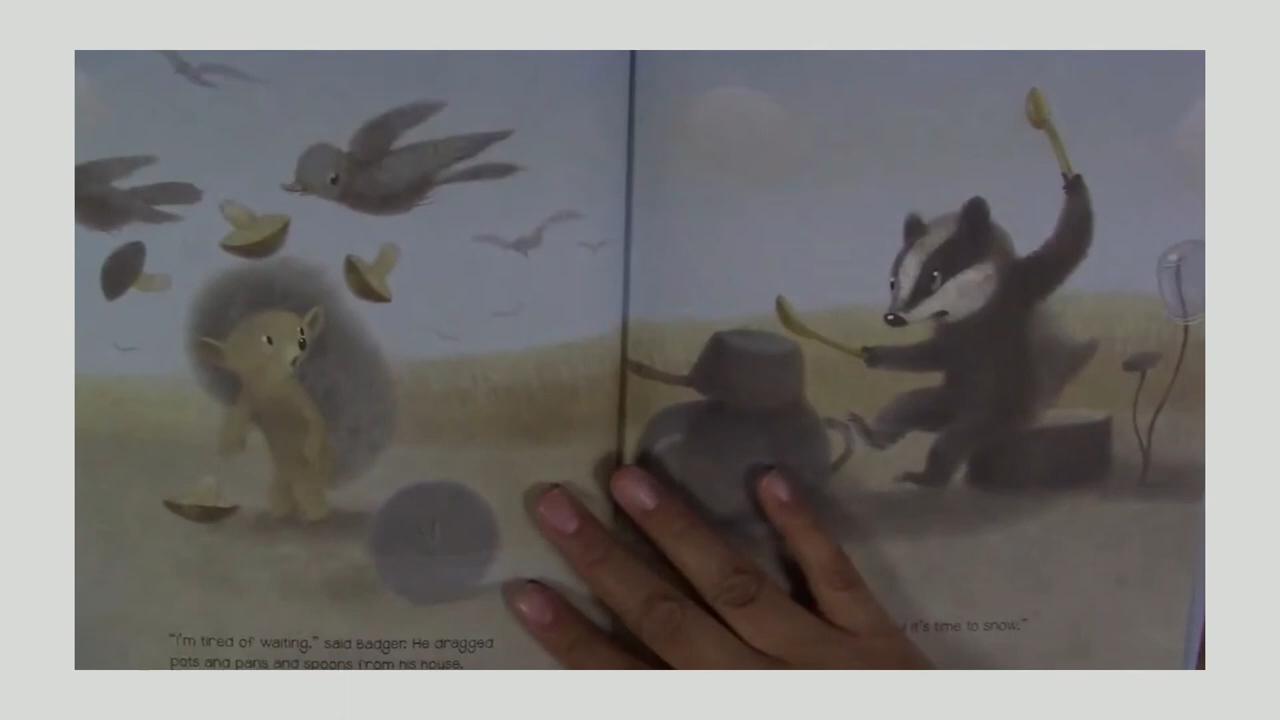 "I'm tired of waiting," said Badger. He dragged
pots and pans and spoons from his house.
it's time to snow."